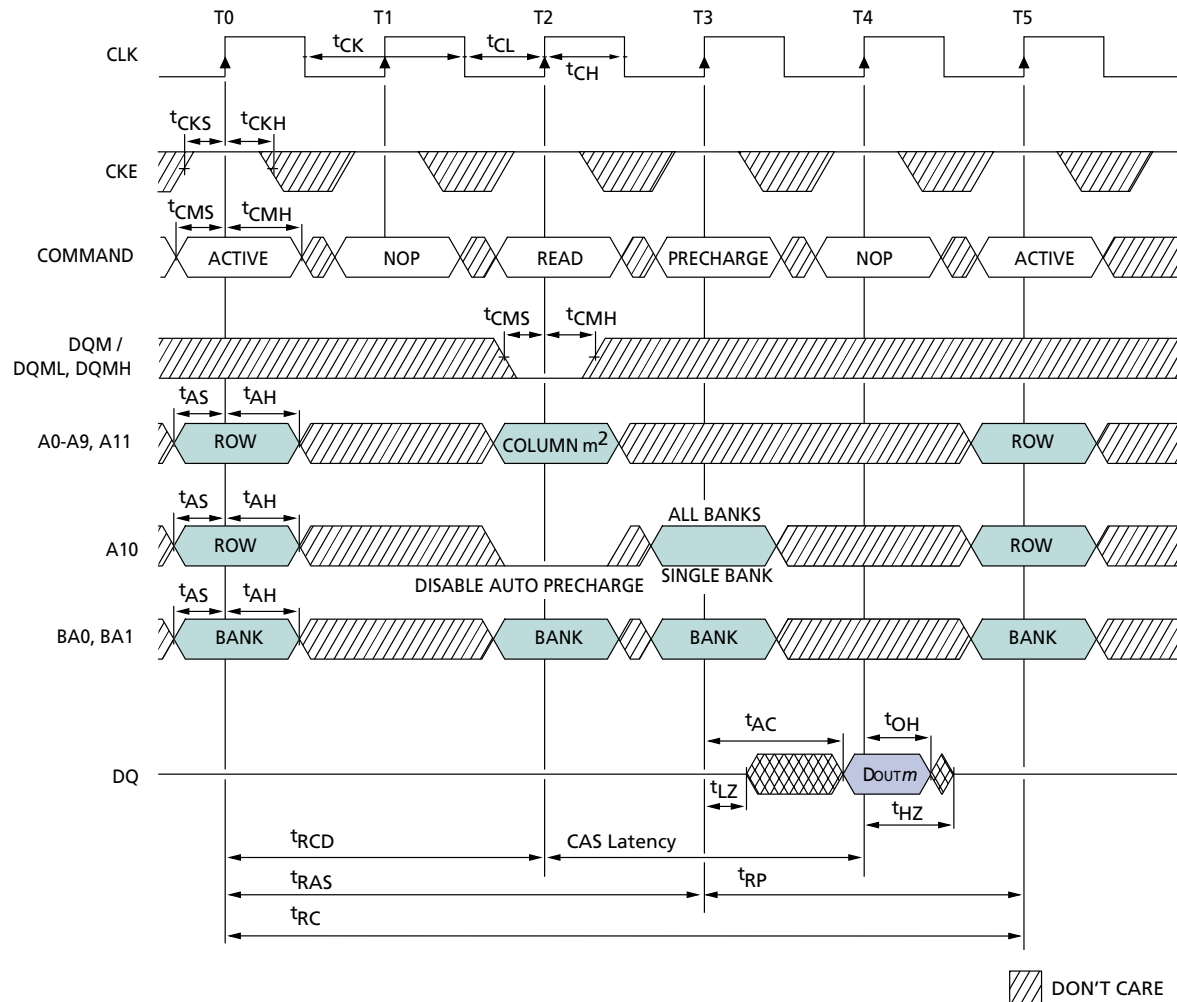 T0 T1 T2 T3 T4 T5
CLK
tCK tCL tCH
tCKS tCKH
CKE
tCMS tCMH
COMMAND ACTIVE NOP READ PRECHARGE NOP ACTIVE
tCMS tCMH
DQM /
DQML, DQMH
tAS tAH
A0-A9, A11 ROW COLUMN m2 ROW
tAS tAH ALL BANKS
A10 ROW ROW
DISABLE AUTO PRECHARGE SINGLE BANK
tAS tAH
BA0, BA1 BANK BANK BANK BANK
tAC tOH
DQ DOUTm
tLZ tHZ
tRCD CAS Latency
tRAS tRP
tRC
DON'T CARE